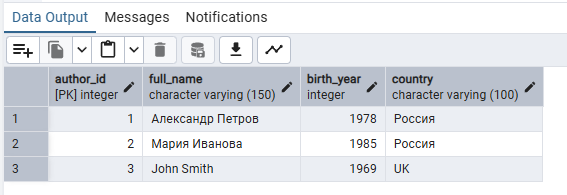 Data Output Messages Notifications
author_id full_name birth_year country
[PK] integer character varying (150) integer character varying (100)
1 1 Александр Петров 1978 Россия
2 2 Мария Иванова 1985 Россия
3 3 John Smith 1969 UK